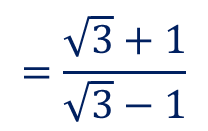 = (√3 + 1) / (√3 − 1)